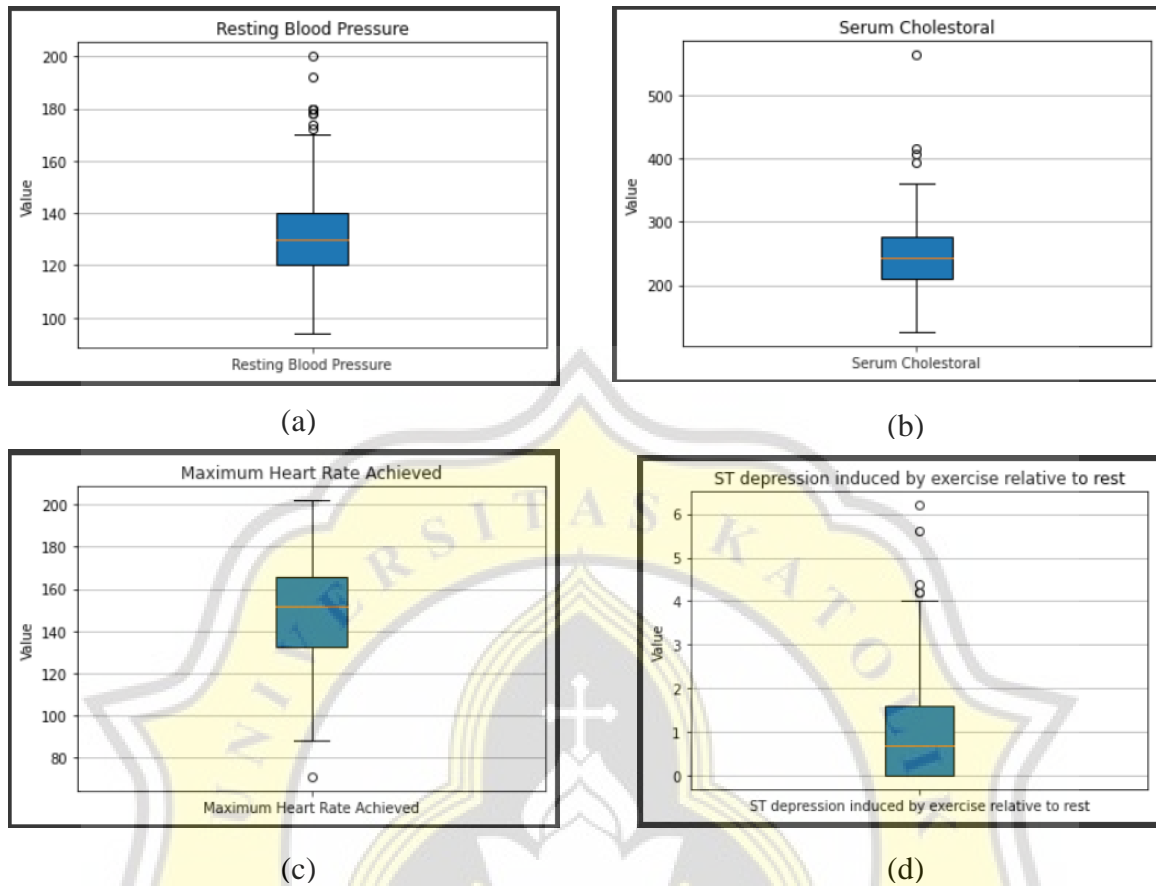 Resting Blood Pressure
200
180
160
140
120
100
Value
Resting Blood Pressure
(a)
Serum Cholestoral
500
400
300
200
Value
Serum Cholestoral
(b)
Maximum Heart Rate Achieved
200
180
160
140
120
100
80
Value
Maximum Heart Rate Achieved
(c)
ST depression induced by exercise relative to rest
6
5
4
3
2
1
0
Value
ST depression induced by exercise relative to rest
(d)
UNIVERSITAS KATOLIK